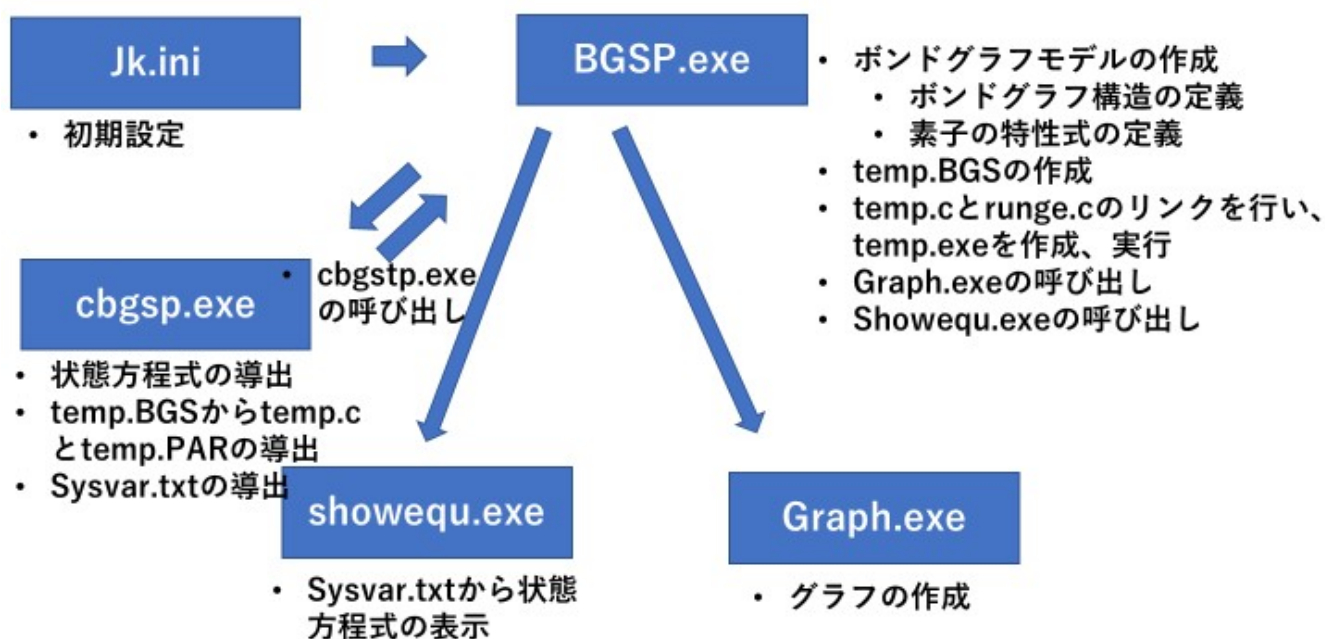 Jk.ini
• 初期設定
BGSP.exe
• ボンドグラフモデルの作成
• ボンドグラフ構造の定義
• 素子の特性式の定義
• temp.BGSの作成
• temp.cとrunge.cのリンクを行い、
temp.exeを作成、実行
• Graph.exeの呼び出し
• Showequ.exeの呼び出し
cbgsp.exe
• cbgstp.exe
の呼び出し
• 状態方程式の導出
• temp.BGSからtemp.c
とtemp.PARの導出
• Sysvar.txtの導出
showequ.exe
• Sysvar.txtから状態
方程式の表示
Graph.exe
• グラフの作成